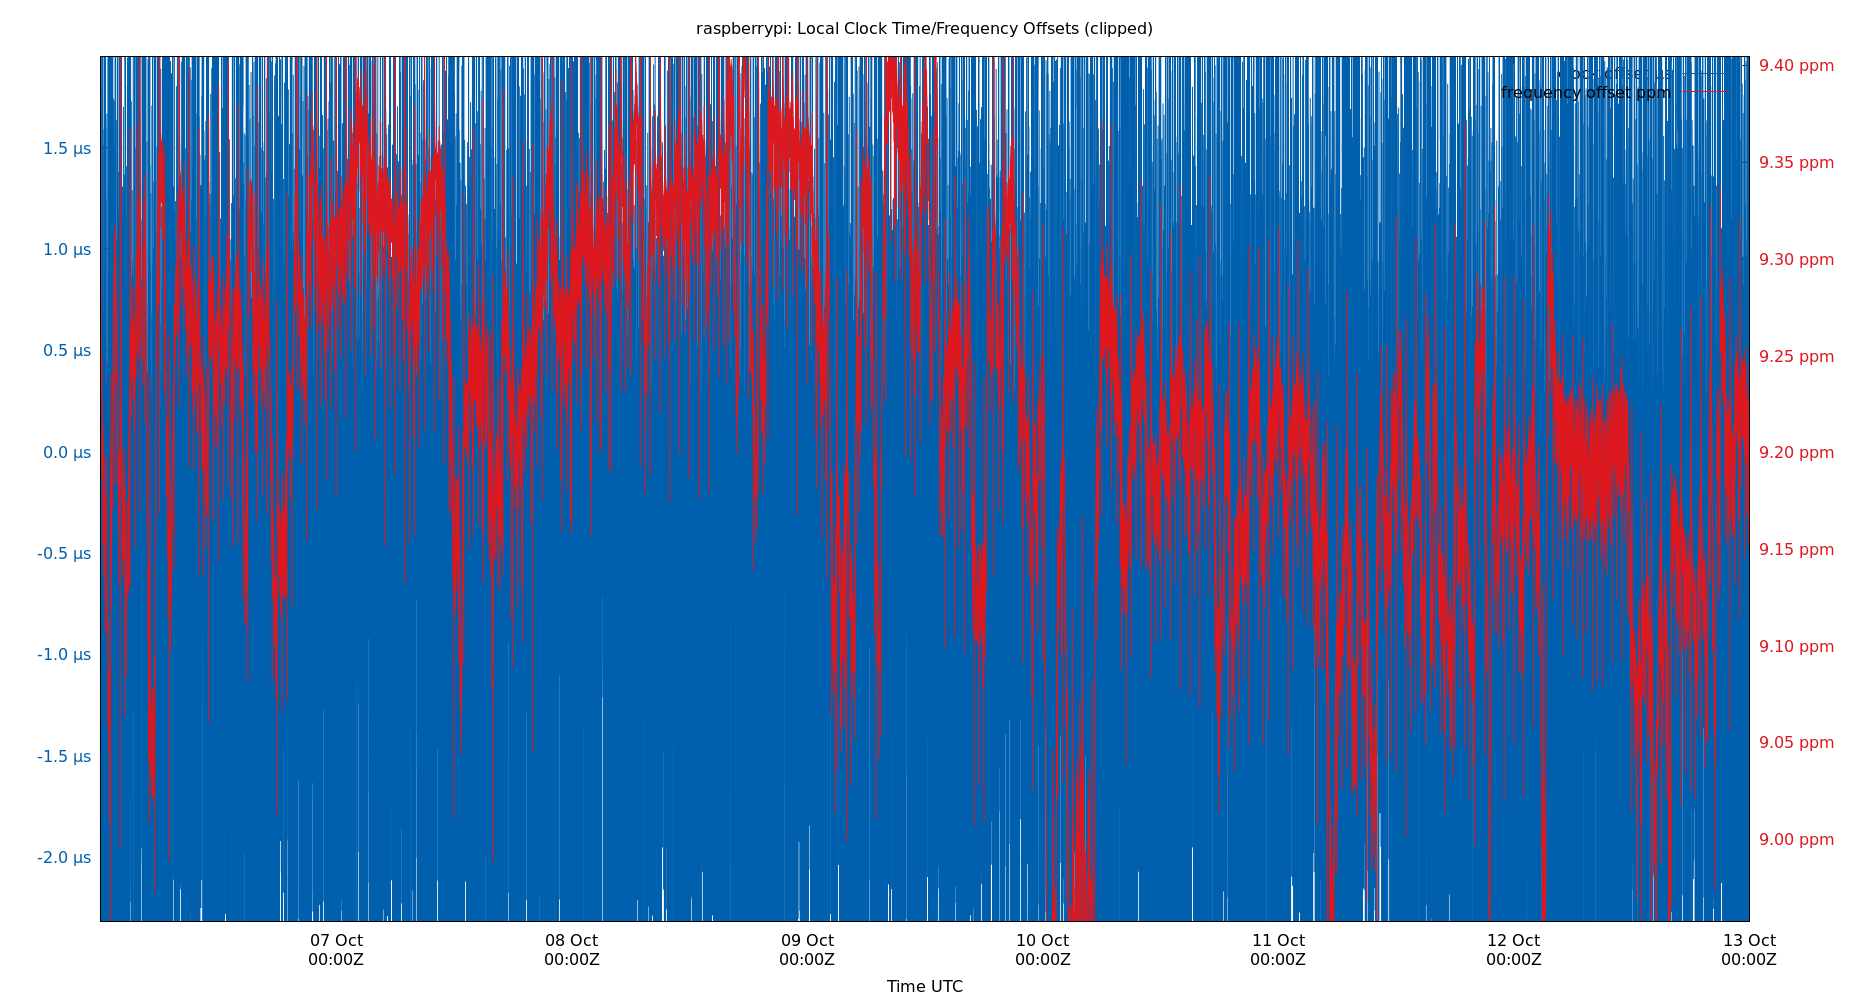 raspberrypi: Local Clock Time/Frequency Offsets (clipped)
clock offset µs
frequency offset ppm
1.5 µs
1.0 µs
0.5 µs
0.0 µs
-0.5 µs
-1.0 µs
-1.5 µs
-2.0 µs
9.40 ppm
9.35 ppm
9.30 ppm
9.25 ppm
9.20 ppm
9.15 ppm
9.10 ppm
9.05 ppm
9.00 ppm
07 Oct
00:00Z
08 Oct
00:00Z
09 Oct
00:00Z
10 Oct
00:00Z
11 Oct
00:00Z
12 Oct
00:00Z
13 Oct
00:00Z
Time UTC